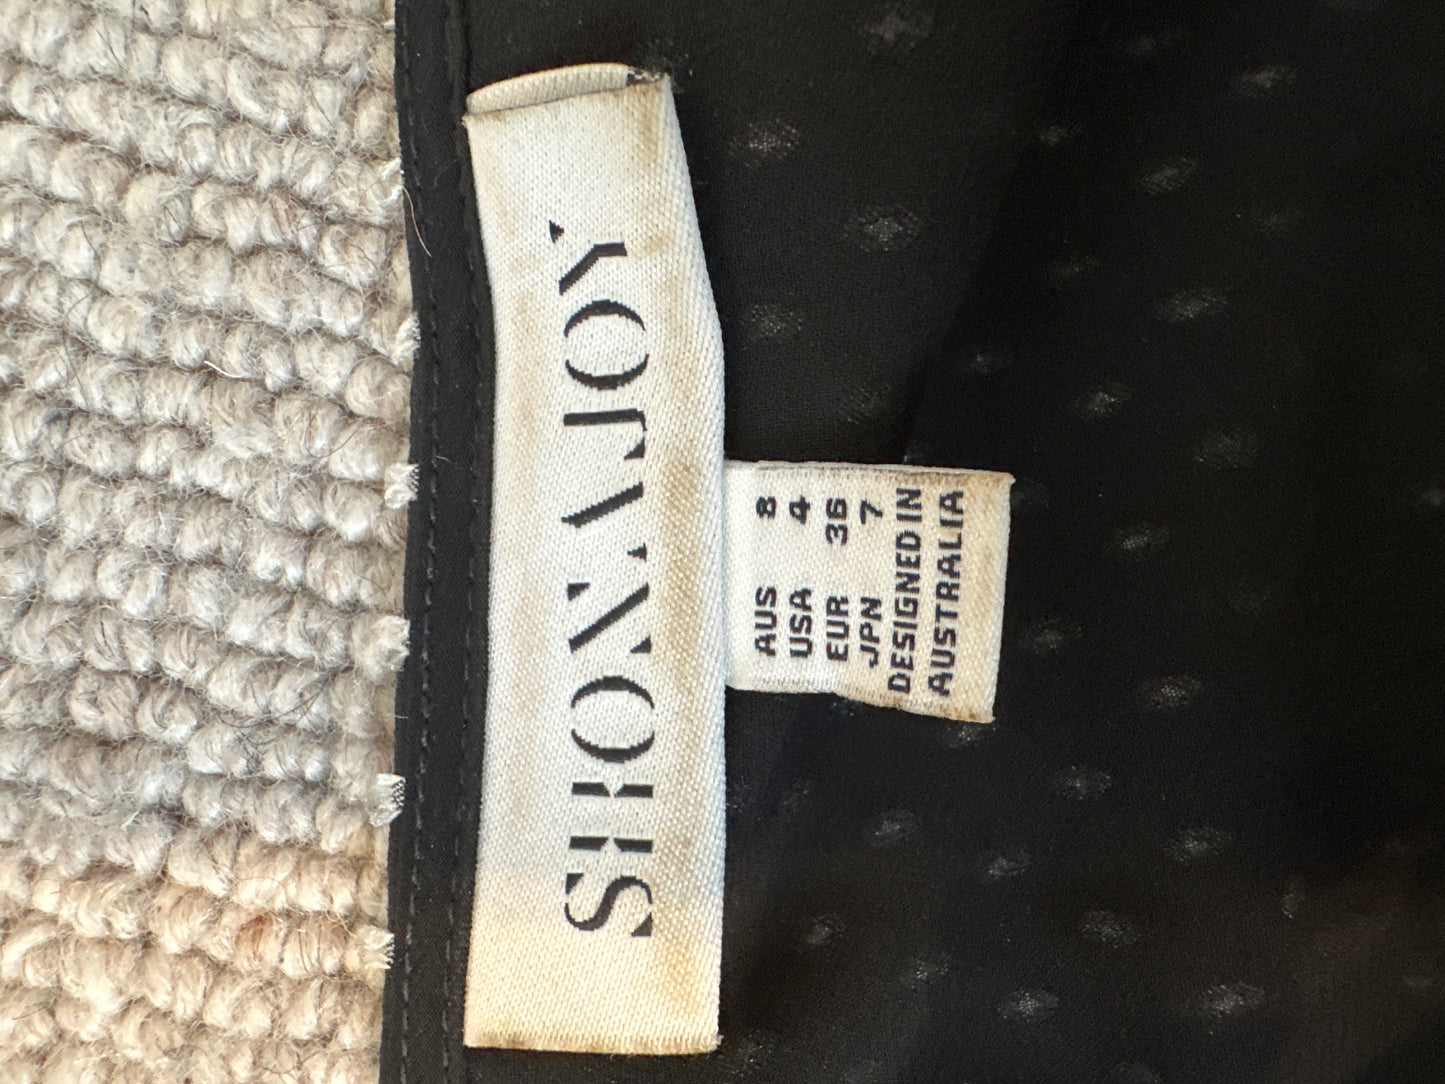 SHONA JOY
AUS 8
USA 4
EUR 36
JPN 7
DESIGNED IN
AUSTRALIA